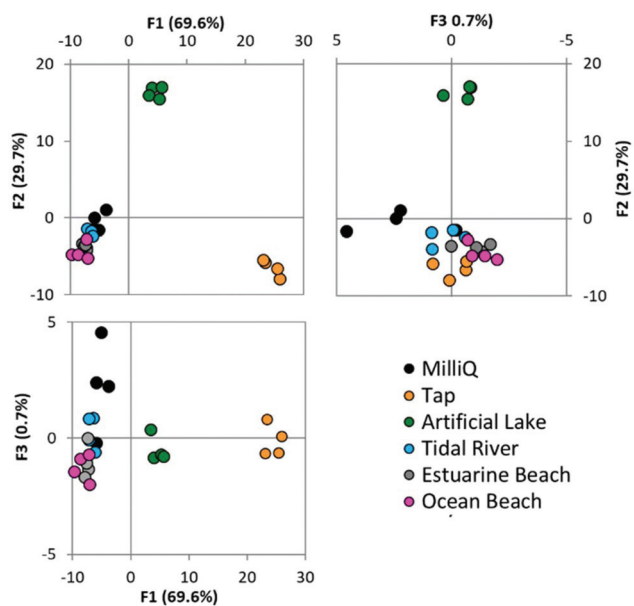 F1 (69.6%)
-10 0 10 20 30
20
10
0
-10
F2 (29.7%)
F3 0.7%)
5 0 -5
20
10
0
-10
F2 (29.7%)
5
0
-5
F3 (0.7%)
-10 0 10 20 30
F1 (69.6%)
MilliQ
Tap
Artificial Lake
Tidal River
Estuarine Beach
Ocean Beach